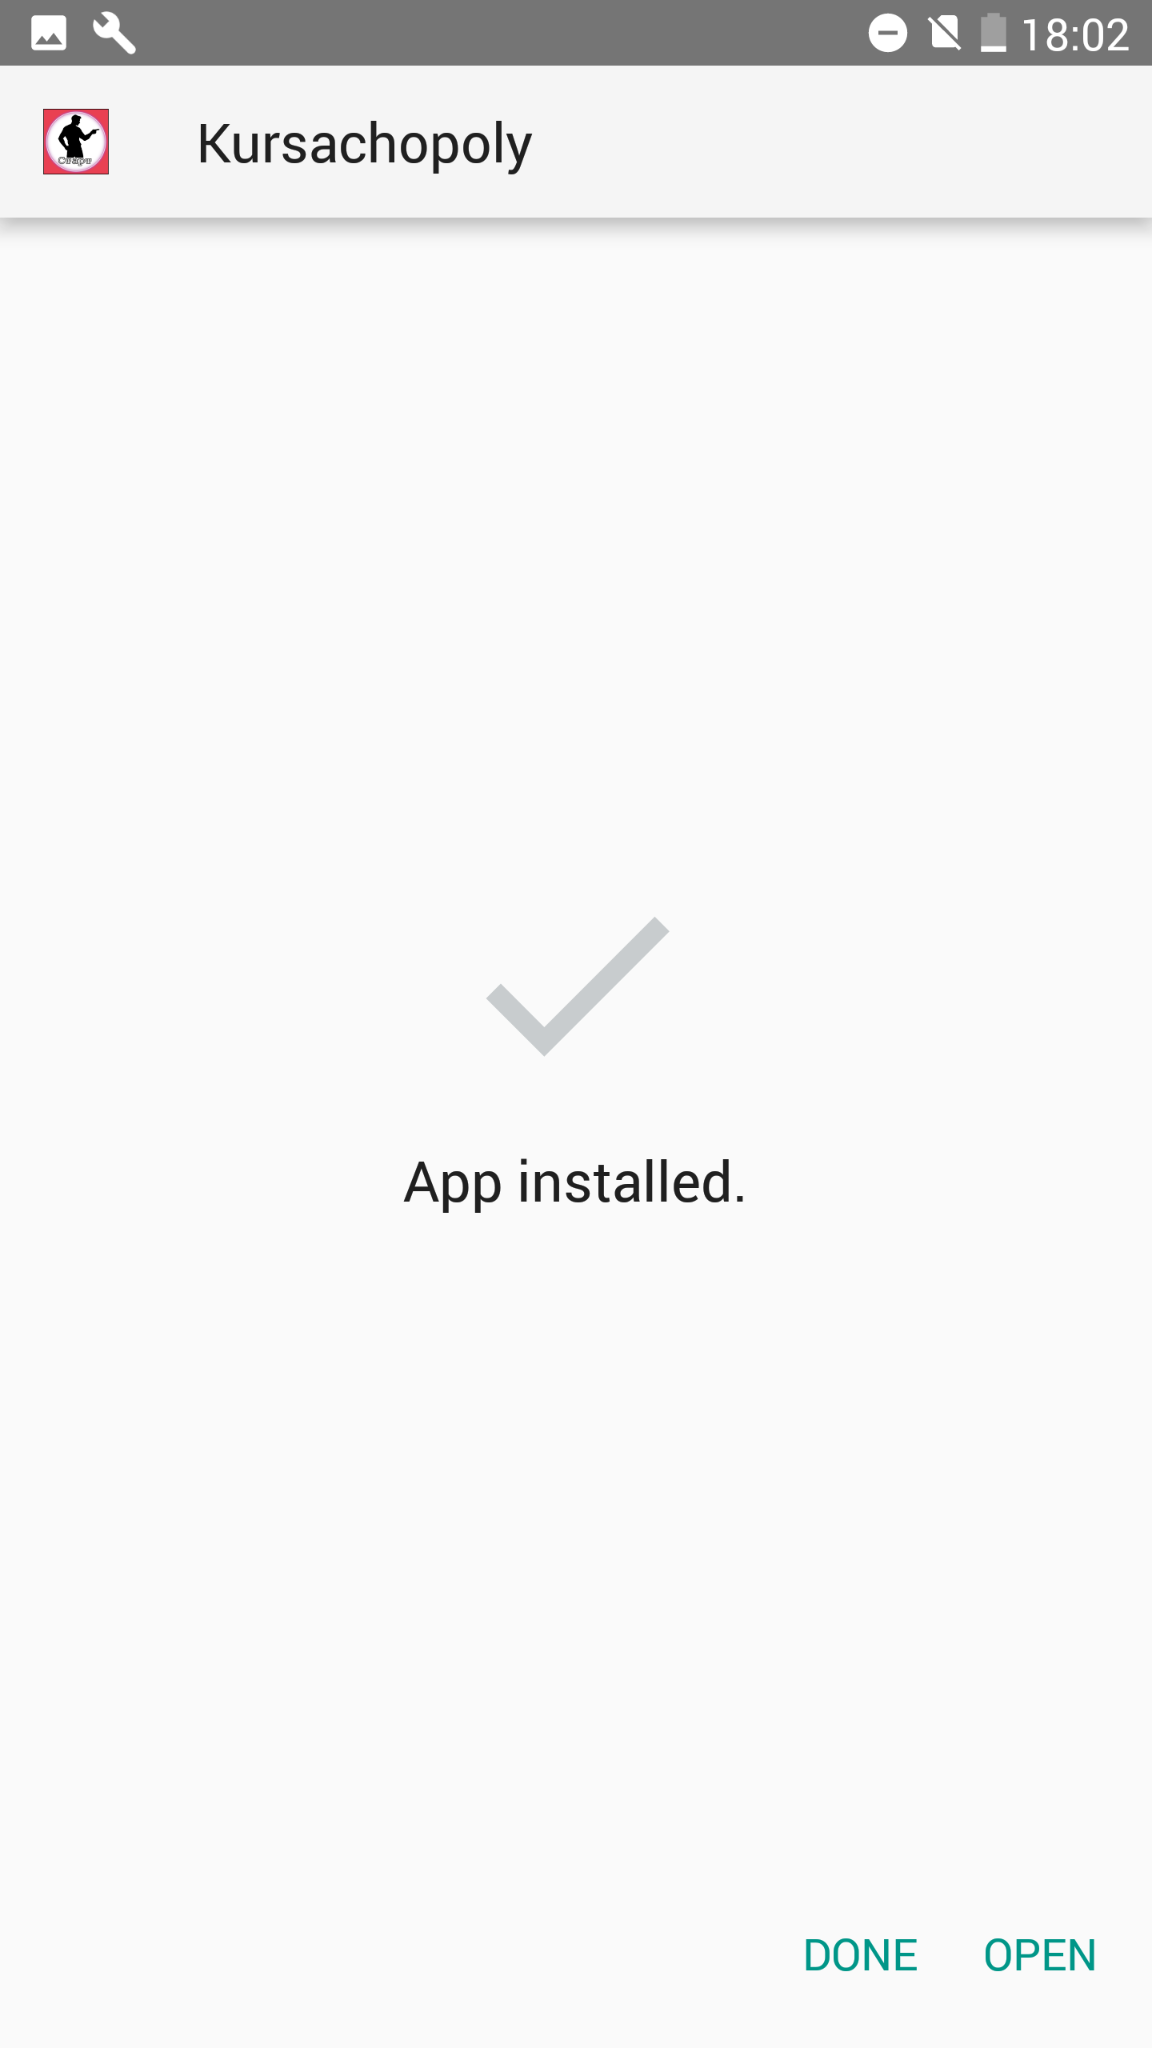 18:02
Kursachopoly
App installed.
DONE OPEN